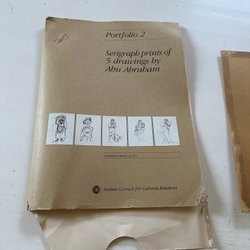 Portfolio 2
Serigraph prints of
5 drawings by
Abu Abraham
Indian Council for Cultural Relations